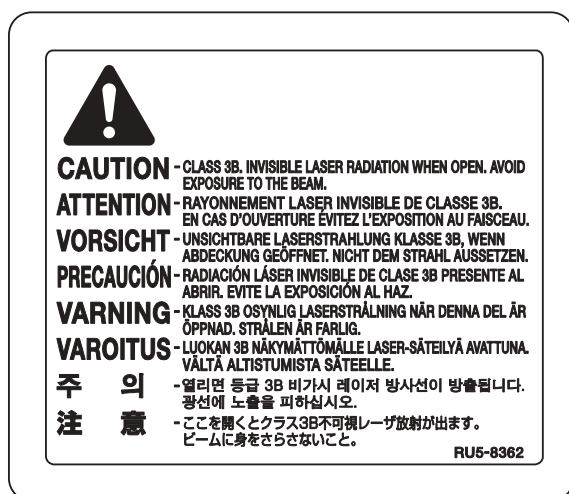 CAUTION - CLASS 3B. INVISIBLE LASER RADIATION WHEN OPEN. AVOID
EXPOSURE TO THE BEAM.
ATTENTION - RAYONNEMENT LASER INVISIBLE DE CLASSE 3B.
EN CAS D'OUVERTURE ÉVITEZ L'EXPOSITION AU FAISCEAU.
VORSICHT - UNSICHTBARE LASERSTRAHLUNG KLASSE 3B, WENN
ABDECKUNG GEÖFFNET. NICHT DEM STRAHL AUSSETZEN.
PRECAUCIÓN - RADIACIÓN LÁSER INVISIBLE DE CLASE 3B PRESENTE AL
ABRIR. EVITE LA EXPOSICIÓN AL HAZ.
VARNING - KLASS 3B OSYNLIG LASERSTRÅLNING NÄR DENNA DEL ÄR
ÖPPNAD. STRÅLEN ÄR FARLIG.
VAROITUS - LUOKAN 3B NÄKYMÄTTÖMÄLLE LASER-SÄTEILYÄ AVATTUNA.
VÄLTÄ ALTISTUMISTA SÄTEELLE.
주 의 - 열리면 등급 3B 비가시 레이저 방사선이 방출됩니다.
광선에 노출을 피하십시오.
注 意 - ここを開くとクラス3B不可視レーザ放射が出ます。
ビームに身をさらさないこと。
RU5-8362